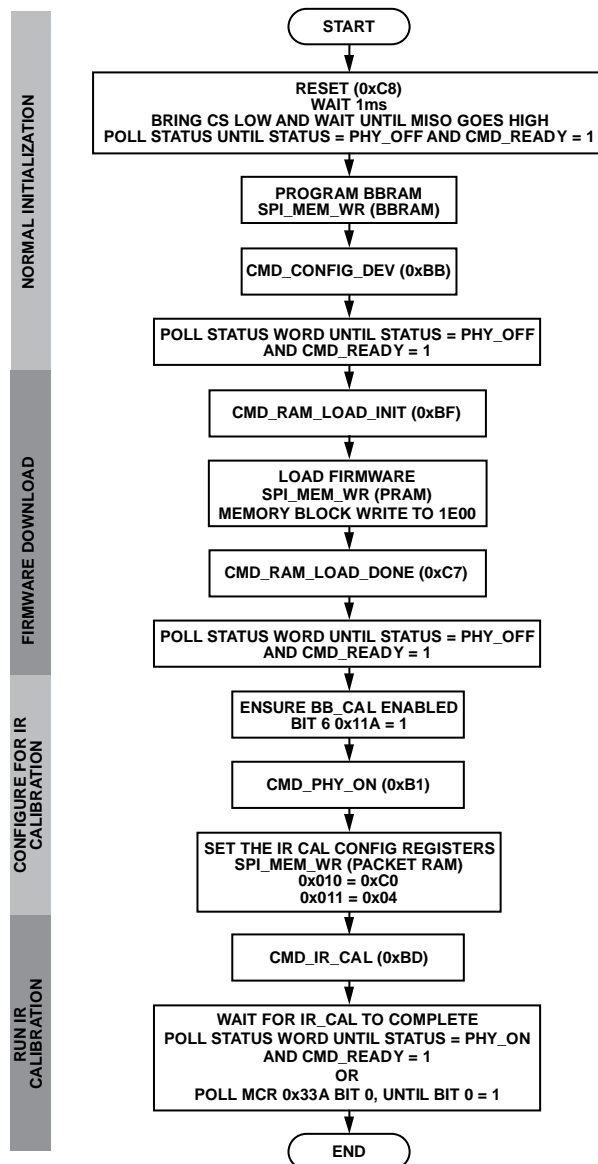 START
RESET (0xC8)
WAIT 1ms
BRING CS LOW AND WAIT UNTIL MISO GOES HIGH
POLL STATUS UNTIL STATUS = PHY_OFF AND CMD_READY = 1
PROGRAM BBRAM
SPI_MEM_WR (BBRAM)
CMD_CONFIG_DEV (0xBB)
POLL STATUS WORD UNTIL STATUS = PHY_OFF
AND CMD_READY = 1
NORMAL INITIALIZATION
CMD_RAM_LOAD_INIT (0xBF)
LOAD FIRMWARE
SPI_MEM_WR (PRAM)
MEMORY BLOCK WRITE TO 1E00
CMD_RAM_LOAD_DONE (0xC7)
POLL STATUS WORD UNTIL STATUS = PHY_OFF
AND CMD_READY = 1
FIRMWARE DOWNLOAD
ENSURE BB_CAL ENABLED
BIT 6 0x11A = 1
CMD_PHY_ON (0xB1)
SET THE IR CAL CONFIG REGISTERS
SPI_MEM_WR (PACKET RAM)
0x010 = 0xC0
0x011 = 0x04
CONFIGURE FOR IR
CALIBRATION
CMD_IR_CAL (0xBD)
WAIT FOR IR_CAL TO COMPLETE
POLL STATUS WORD UNTIL STATUS = PHY_ON
AND CMD_READY = 1
OR
POLL MCR 0x33A BIT 0, UNTIL BIT 0 = 1
RUN IR
CALIBRATION
END